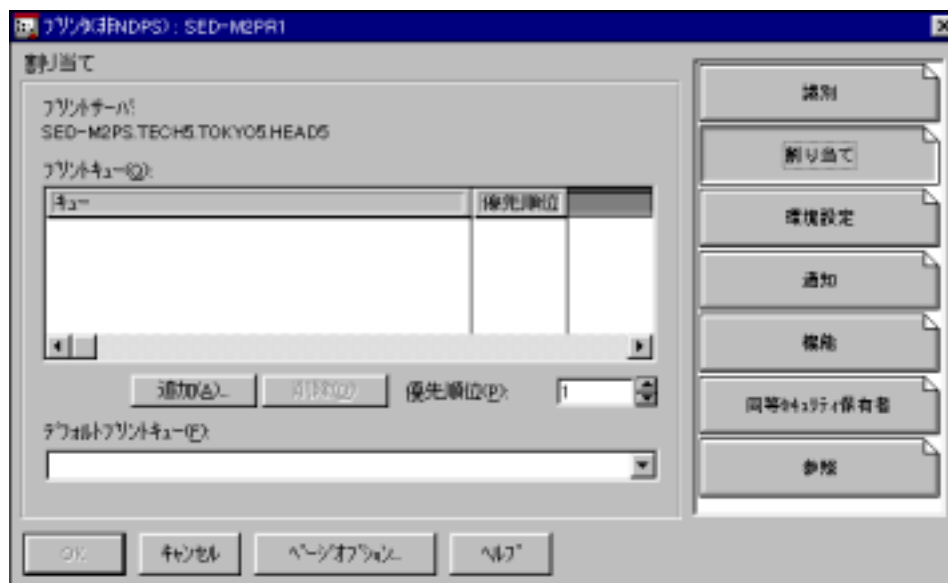 プリンタ(非NDPS) : SED-M2PR1
割り当て
プリントサーバ:
SED-M2PS.TECH5.TOKYO5.HEAD5
プリントキュー(Q):
キュー 優先順位
追加(A)... 削除(D) 優先順位(P): 1
デフォルトプリントキュー(F):
OK キャンセル ページオプション... ヘルプ
識別
割り当て
環境設定
通知
機能
同等セキュリティ保有者
参照